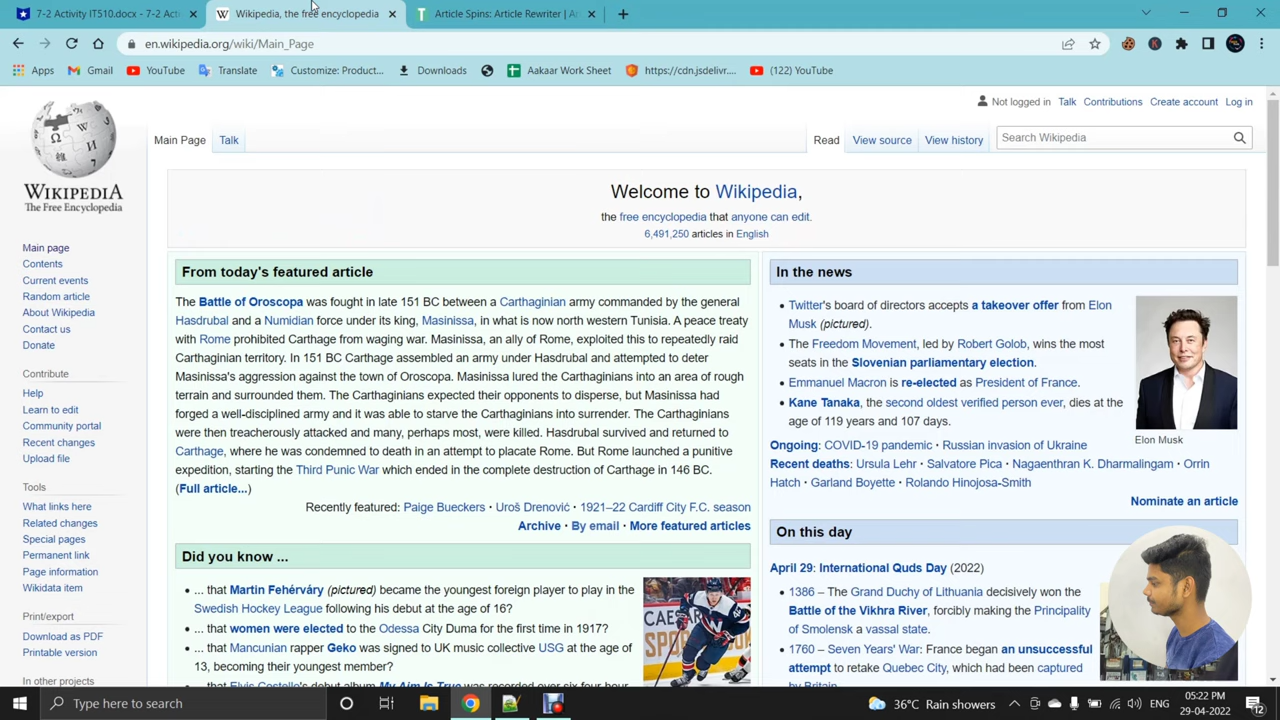 7-2 Activity IT510.docx - 7-2 Acti
Wikipedia, the free encyclopedia
Article Spins: Article Rewriter | Ar
en.wikipedia.org/wiki/Main_Page
Apps
Gmail
YouTube
Translate
Customize: Product...
Downloads
Aakaar Work Sheet
https://cdn.jsdelivr....
(122) YouTube
WIKIPEDIA
The Free Encyclopedia
Main page
Contents
Current events
Random article
About Wikipedia
Contact us
Donate
Contribute
Help
Learn to edit
Community portal
Recent changes
Upload file
Tools
What links here
Related changes
Special pages
Permanent link
Page information
Wikidata item
Print/export
Download as PDF
Printable version
In other projects
Not logged in Talk Contributions Create account Log in
Main Page Talk
Read View source View history
Search Wikipedia
Welcome to Wikipedia,
the free encyclopedia that anyone can edit.
6,491,250 articles in English
From today's featured article
The Battle of Oroscopa was fought in late 151 BC between a Carthaginian army commanded by the general
Hasdrubal and a Numidian force under its king, Masinissa, in what is now north western Tunisia. A peace treaty
with Rome prohibited Carthage from waging war. Masinissa, an ally of Rome, exploited this to repeatedly raid
Carthaginian territory. In 151 BC Carthage assembled an army under Hasdrubal and attempted to deter
Masinissa's aggression against the town of Oroscopa. Masinissa lured the Carthaginians into an area of rough
terrain and surrounded them. The Carthaginians expected their opponents to disperse, but Masinissa had
forged a well-disciplined army and it was able to starve the Carthaginians into surrender. The Carthaginians
were then treacherously attacked and many, perhaps most, were killed. Hasdrubal survived and returned to
Carthage, where he was condemned to death in an attempt to placate Rome. But Rome launched a punitive
expedition, starting the Third Punic War which ended in the complete destruction of Carthage in 146 BC.
(Full article...)
Recently featured: Paige Bueckers · Uroš Drenović · 1921–22 Cardiff City F.C. season
Archive · By email · More featured articles
Did you know ...
• ... that Martin Fehérváry (pictured) became the youngest foreign player to play in the
Swedish Hockey League following his debut at the age of 16?
• ... that women were elected to the Odessa City Duma for the first time in 1917?
• ... that Mancunian rapper Geko was signed to UK music collective USG at the age of
13, becoming their youngest member?
• ... that Elvis Costello's debut album My Aim Is True was recorded over six four-hour
CAESAR
In the news
• Twitter's board of directors accepts a takeover offer from Elon
Musk (pictured).
• The Freedom Movement, led by Robert Golob, wins the most
seats in the Slovenian parliamentary election.
• Emmanuel Macron is re-elected as President of France.
• Kane Tanaka, the second oldest verified person ever, dies at the
age of 119 years and 107 days.
Elon Musk
Ongoing: COVID-19 pandemic · Russian invasion of Ukraine
Recent deaths: Ursula Lehr · Salvatore Pica · Nagaenthran K. Dharmalingam · Orrin
Hatch · Garland Boyette · Rolando Hinojosa-Smith
Nominate an article
On this day
April 29: International Quds Day (2022)
• 1386 – The Grand Duchy of Lithuania decisively won the
Battle of the Vikhra River, forcibly making the Principality
of Smolensk a vassal state.
• 1760 – Seven Years' War: France began an unsuccessful
attempt to retake Quebec City, which had been captured
by Britain
Type here to search
36°C Rain showers
ENG
05:22 PM
29-04-2022
12